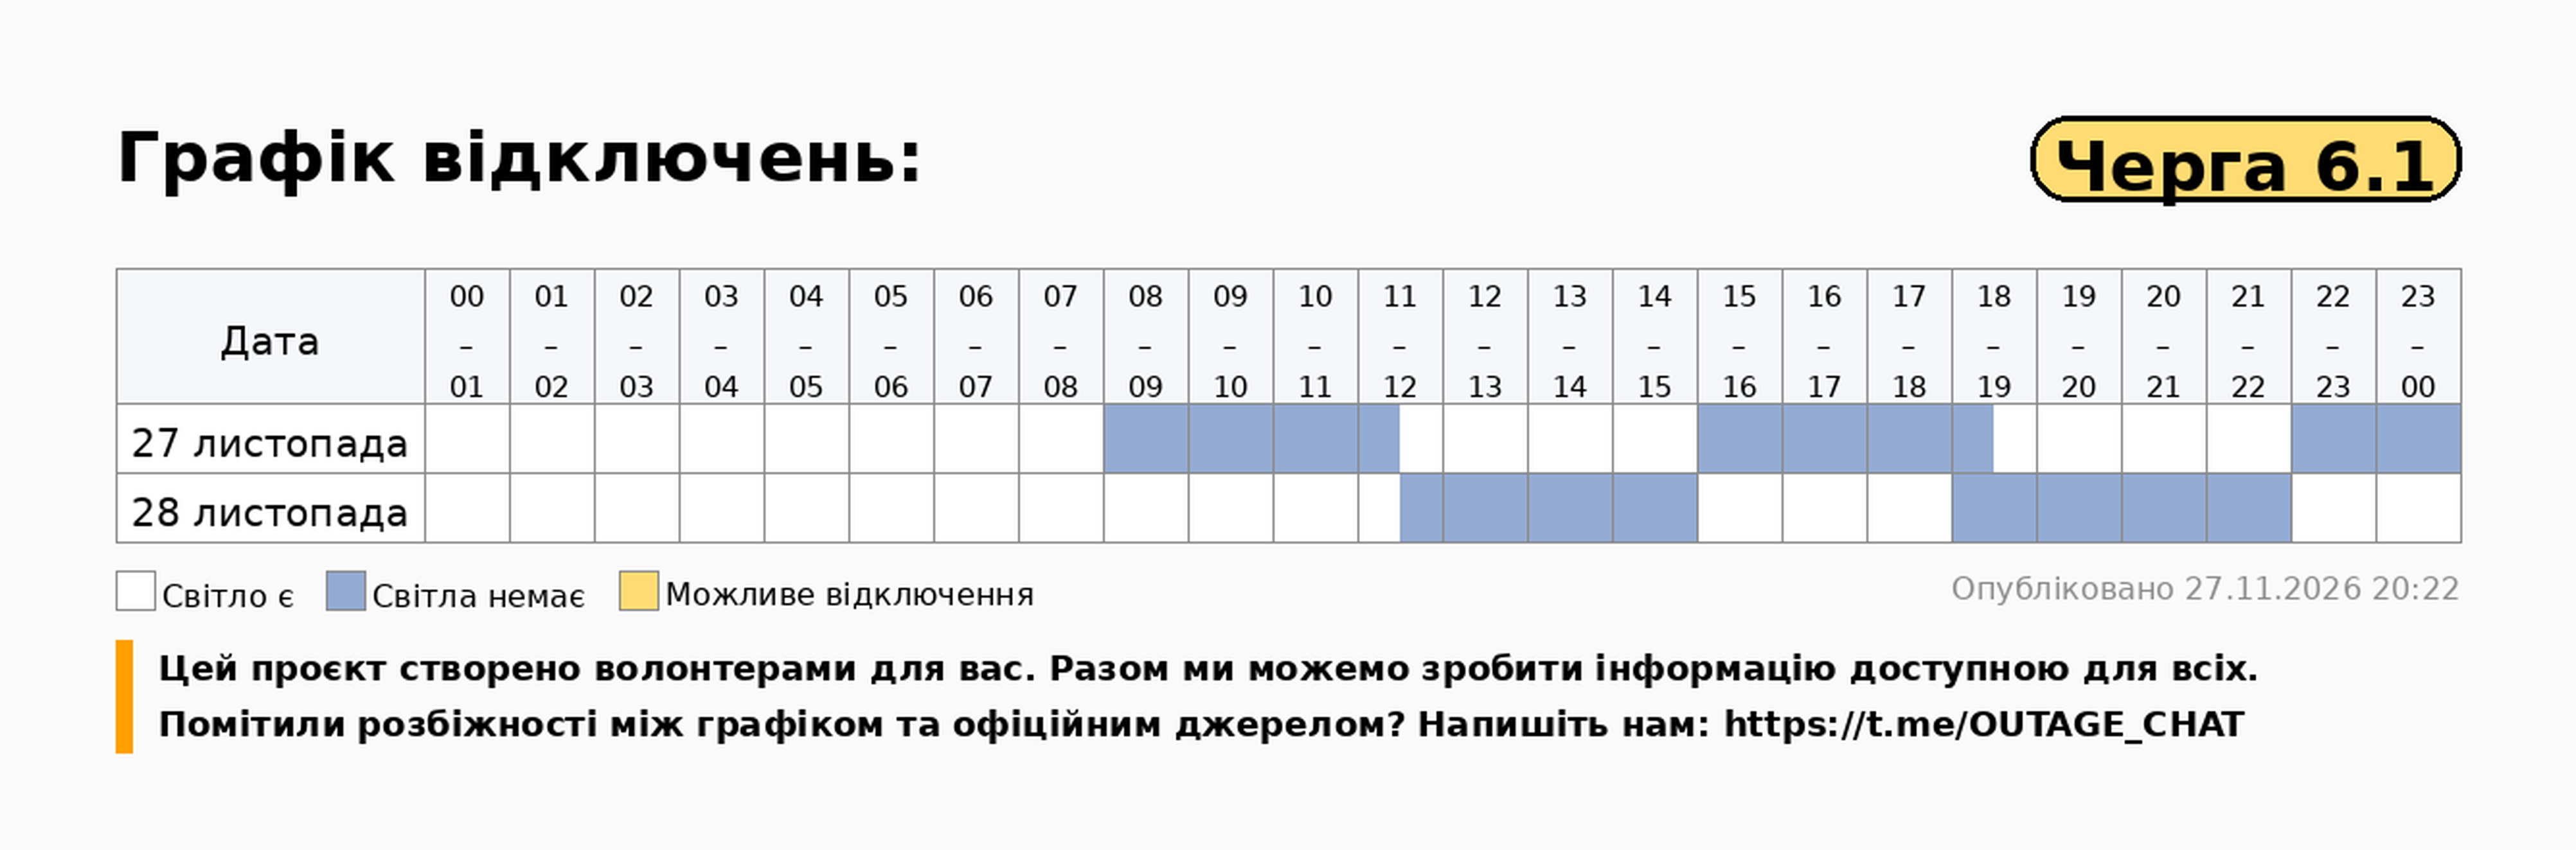 Графік відключень:
Черга 6.1
Дата
00 – 01
01 – 02
02 – 03
03 – 04
04 – 05
05 – 06
06 – 07
07 – 08
08 – 09
09 – 10
10 – 11
11 – 12
12 – 13
13 – 14
14 – 15
15 – 16
16 – 17
17 – 18
18 – 19
19 – 20
20 – 21
21 – 22
22 – 23
23 – 00
27 листопада
28 листопада
Світло є
Світла немає
Можливе відключення
Опубліковано 27.11.2026 20:22
Цей проєкт створено волонтерами для вас. Разом ми можемо зробити інформацію доступною для всіх.
Помітили розбіжності між графіком та офіційним джерелом? Напишіть нам: https://t.me/OUTAGE_CHAT